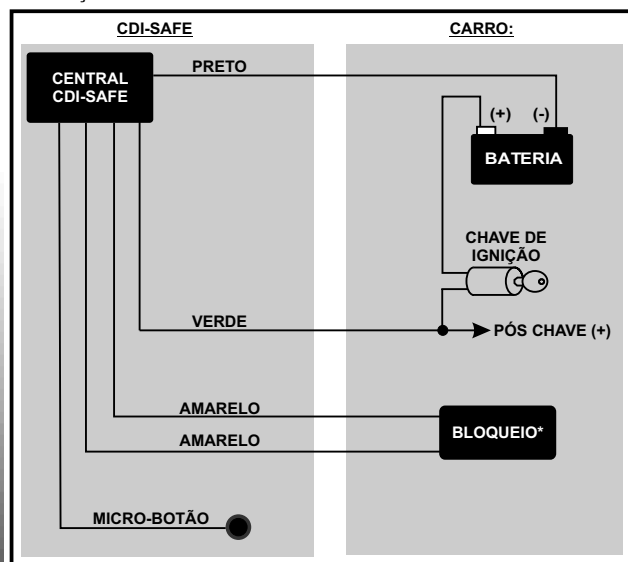 CDI-SAFE
CARRO:
CENTRAL
CDI-SAFE
PRETO
(+) (-)
BATERIA
CHAVE DE
IGNIÇÃO
VERDE
PÓS CHAVE (+)
AMARELO
AMARELO
BLOQUEIO*
MICRO-BOTÃO